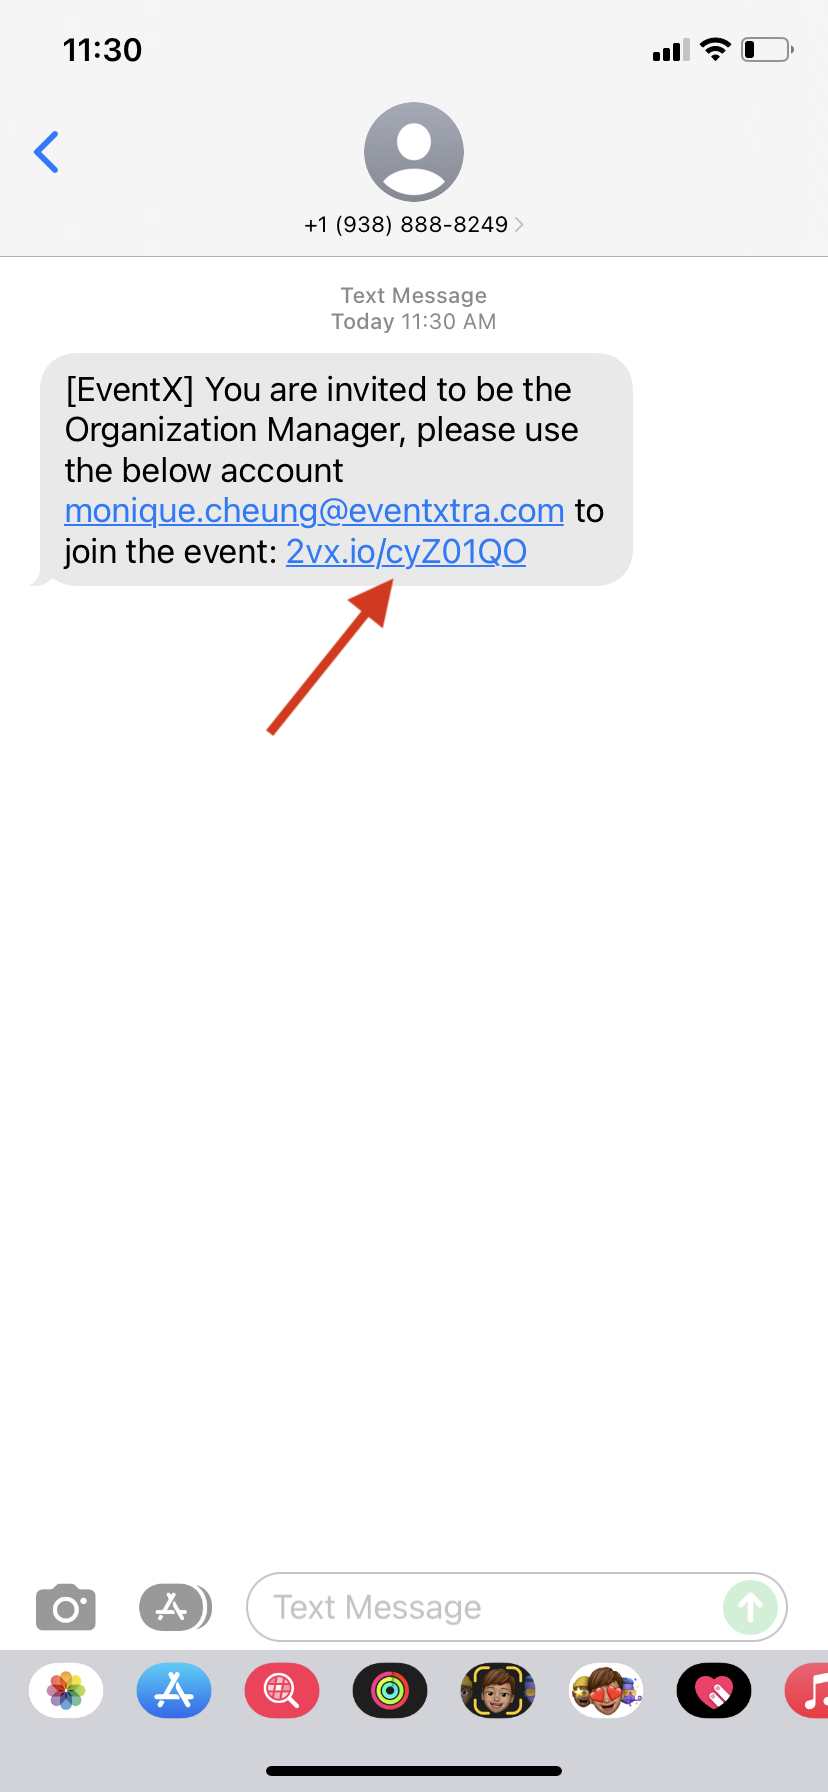 11:30
+1 (938) 888-8249
Text Message
Today 11:30 AM
[EventX] You are invited to be the
Organization Manager, please use
the below account
monique.cheung@eventxtra.com to
join the event: 2vx.io/cyZ01QO
Text Message